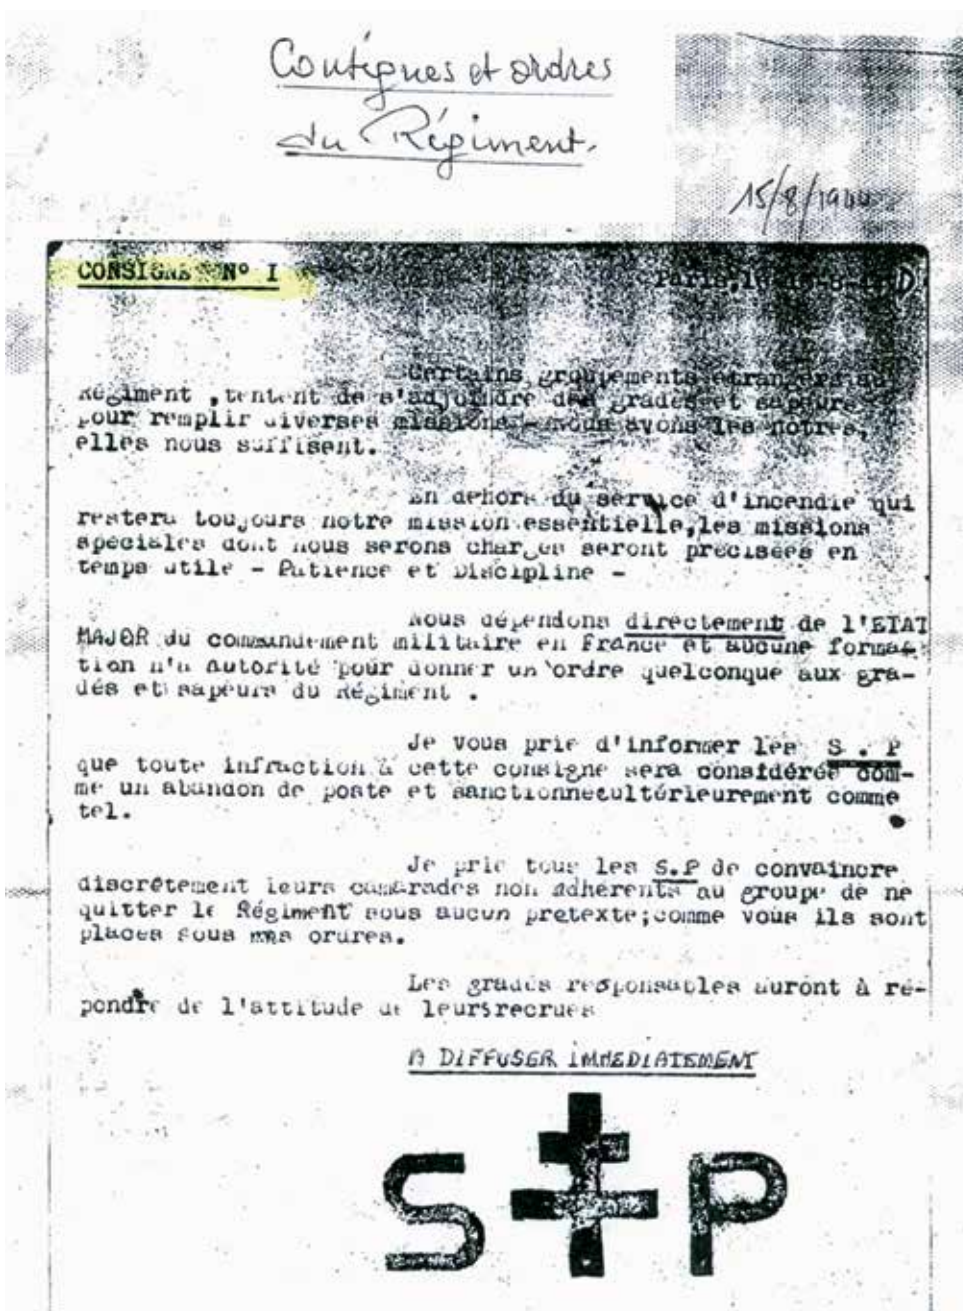 Contignes et ordres
du Régiment.
15/8/1944
CONSIGNE N° I
Paris, le
Certains groupements étrangers au
Régiment , tentent de s'adjoindre des gradés et sapeurs
pour remplir diverses missions - nous avons les notres,
elles nous suffisent.
En dehors du service d'incendie qui
restera toujours notre mission essentielle,les missions
spéciales dont nous serons chargés seront précisées en
temps utile - Patience et Discipline -
Nous dépendons directement de l'ETAT
MAJOR du commandement militaire en France et aucune forma-
tion n'a autorité pour donner un ordre quelconque aux gra-
dés et sapeurs du Régiment .
Je vous prie d'informer les S . P
que toute infraction à cette consigne sera considérée com-
me un abandon de poste et sanctionneeultérieurement comme
tel.
Je prie tous les S.P de convaincre
discrètement leurs camarades non adhérents au groupe de ne
quitter le Régiment sous aucun pretexte;comme vous ils sont
placés sous mes ordres.
Les gradés responsables auront à ré-
pondre de l'attitude de leursrecrues
A DIFFUSER IMMEDIATEMENT
S P